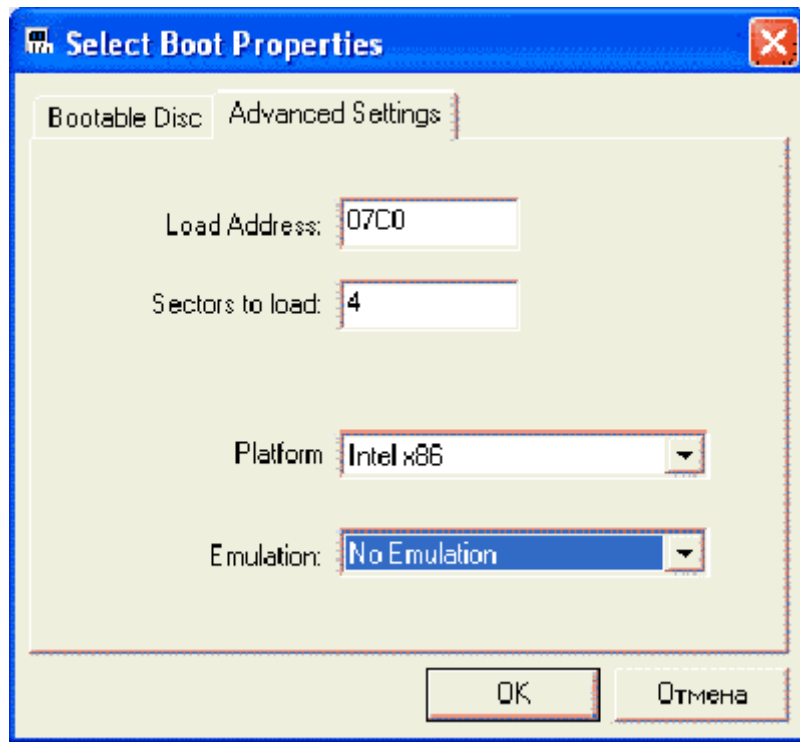 Select Boot Properties
Bootable Disc Advanced Settings
Load Address: 07C0
Sectors to load: 4
Platform Intel x86
Emulation: No Emulation
OK Отмена